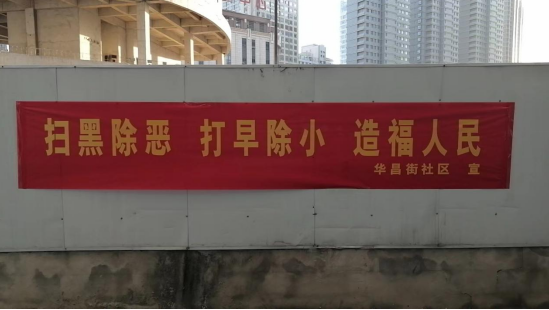 扫黑除恶 打早除小 造福人民
华昌街社区 宣